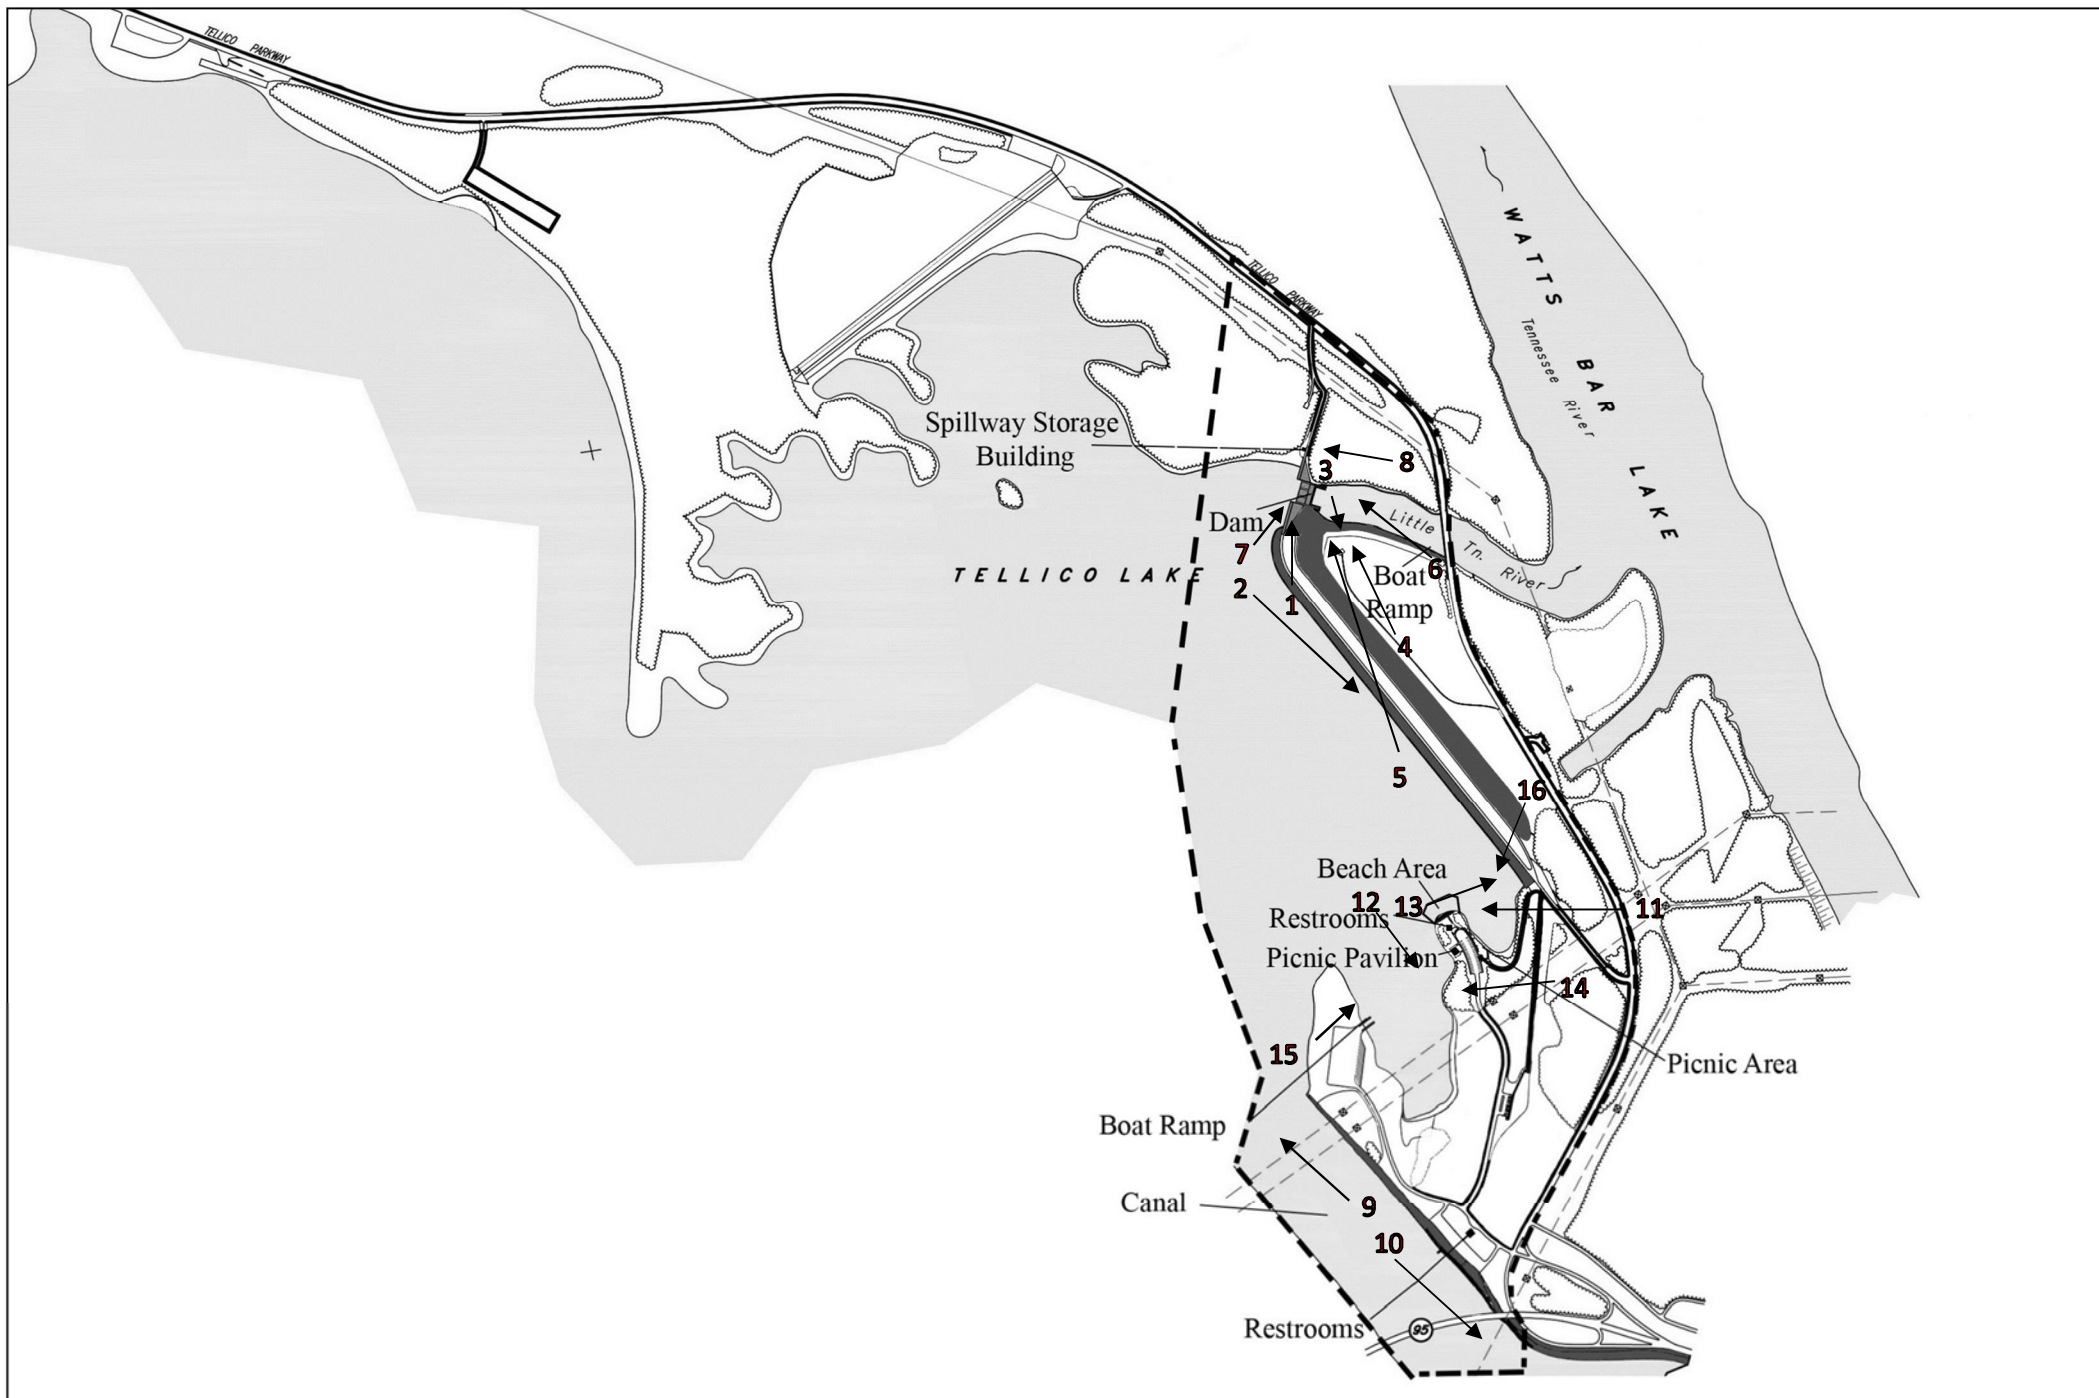 TELLICO PARKWAY
TELLICO PARKWAY
WATTS BAR LAKE
Tennessee River
Spillway Storage
Building
3
8
Dam
Little Tn. River
7
Boat
Ramp
6
TELLICO LAKE
2
1
4
5
16
Beach Area
12
13
11
Restrooms
Picnic Pavilion
14
15
Picnic Area
Boat Ramp
Canal
9
10
Restrooms
95